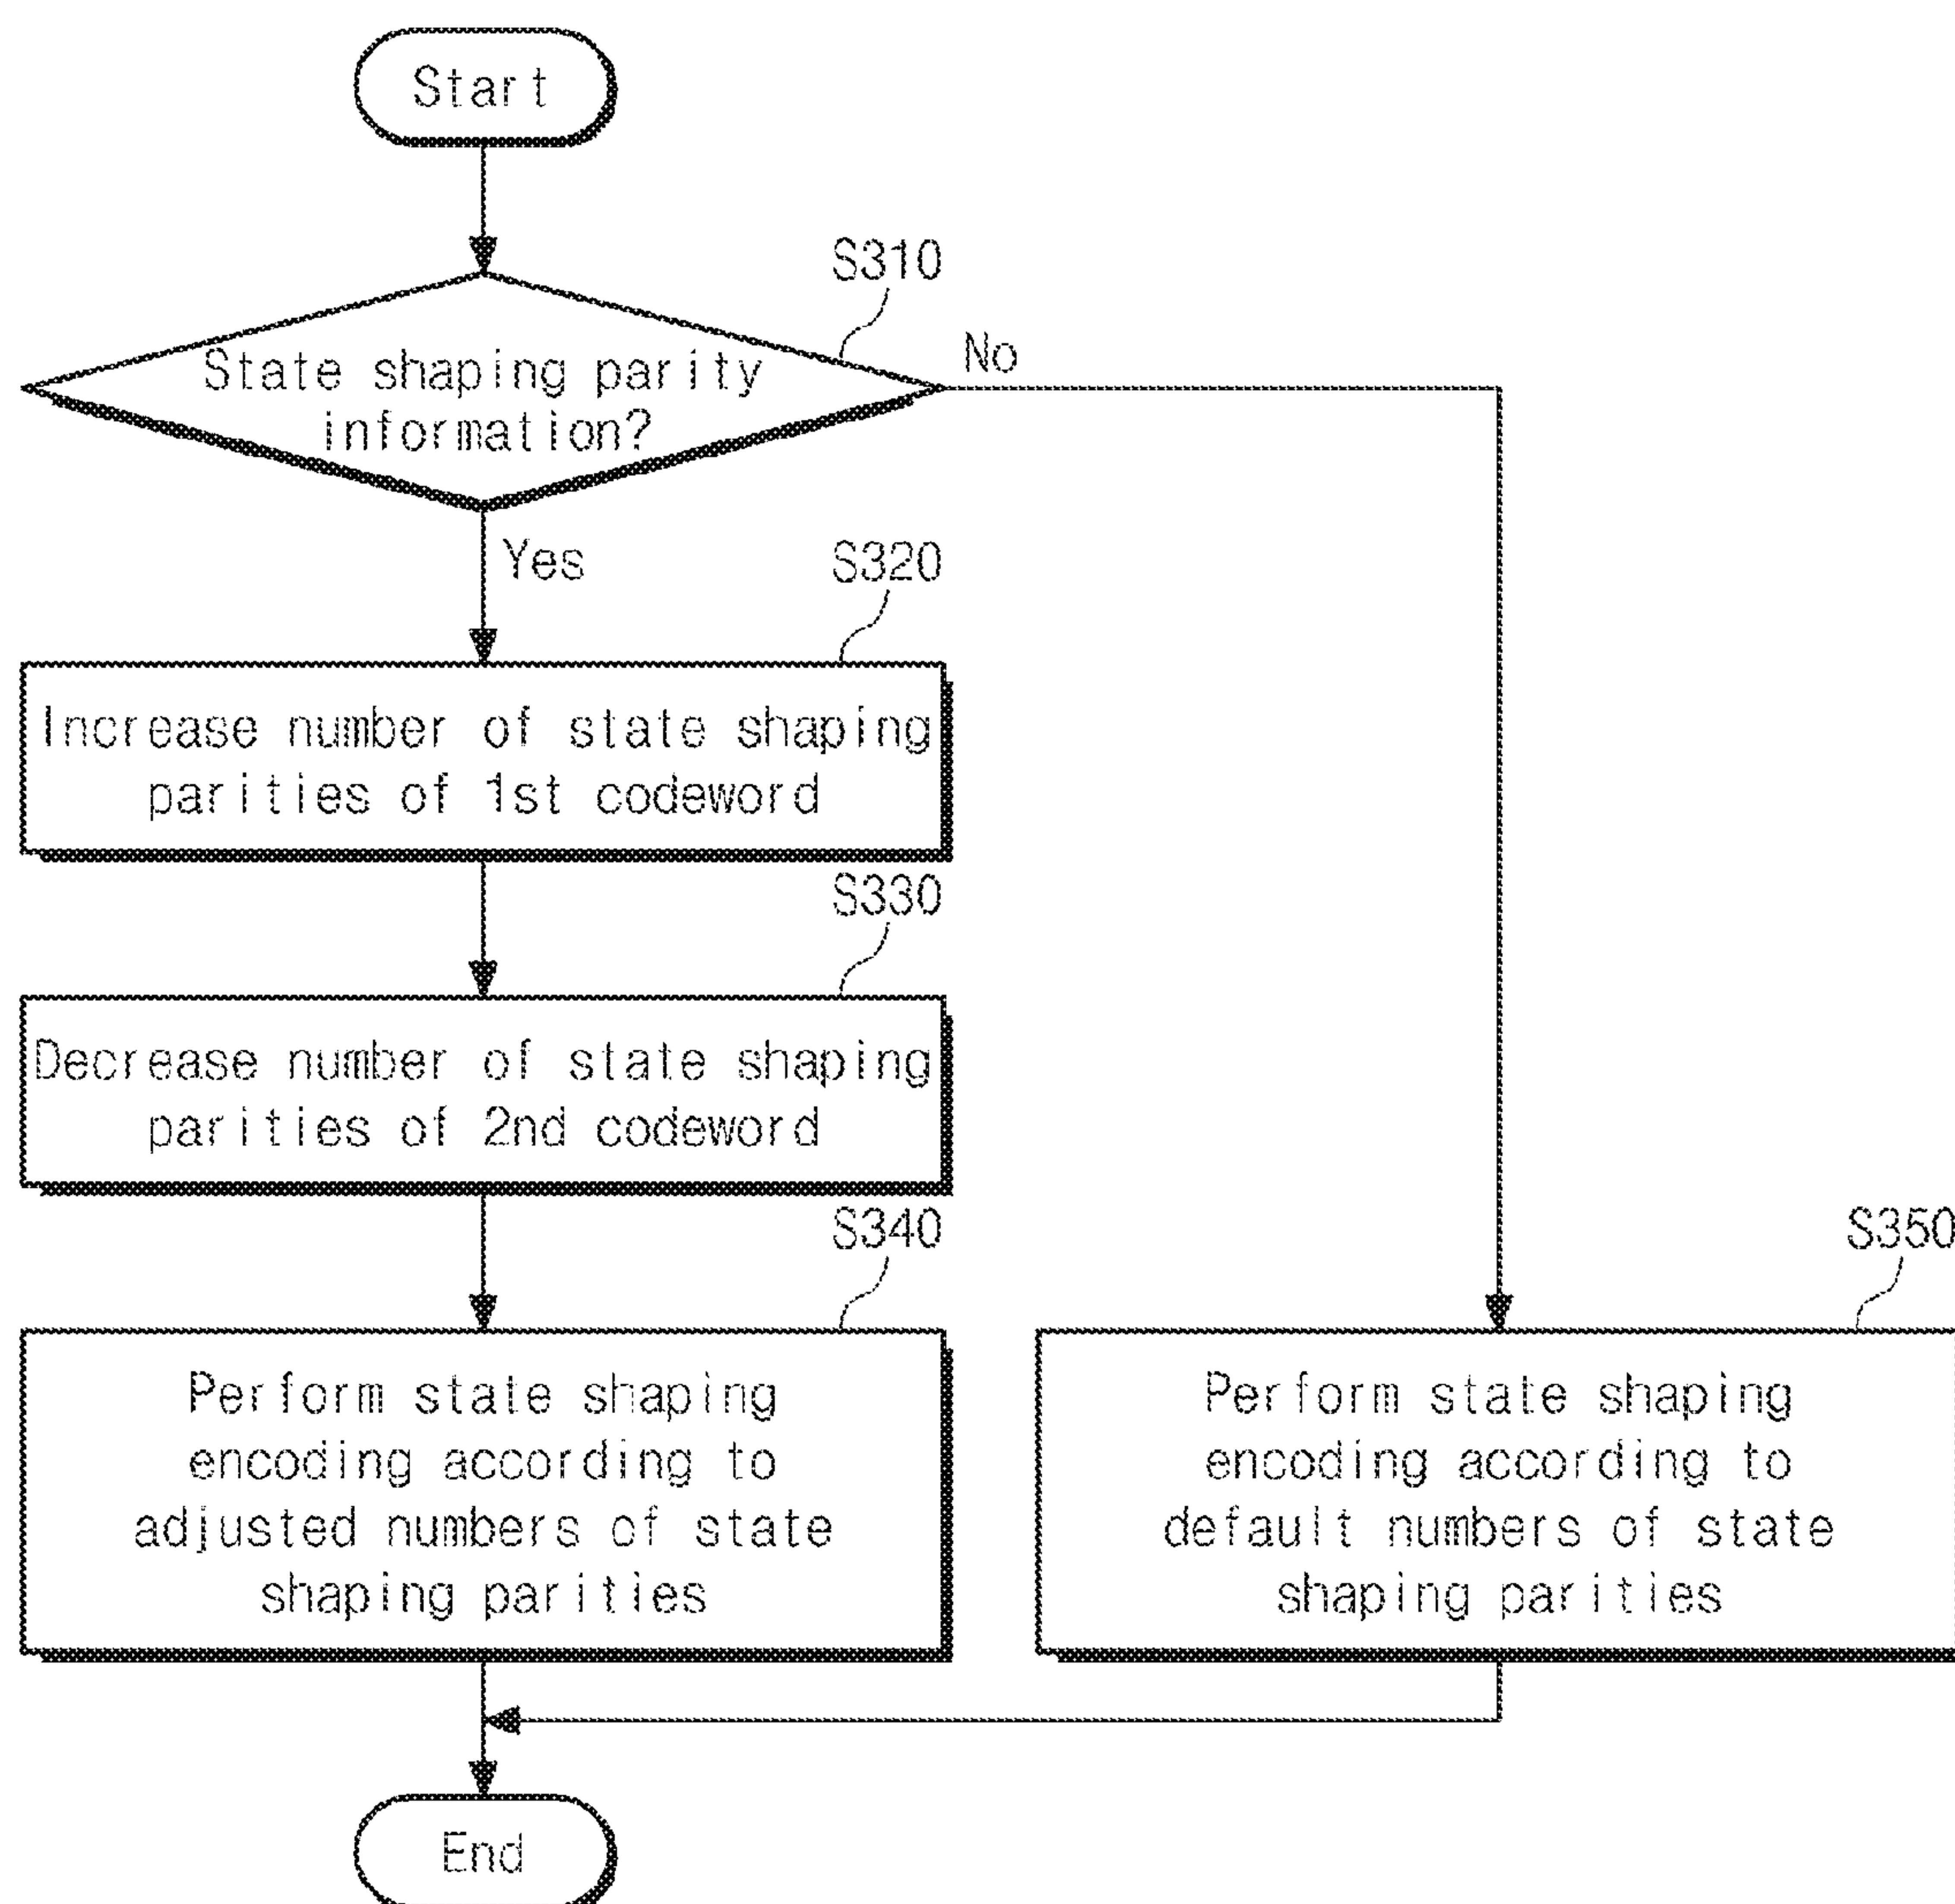 Start
S310
State shaping parity
information?
No
Yes
S320
Increase number of state shaping
parities of 1st codeword
S330
Decrease number of state shaping
parities of 2nd codeword
S340
Perform state shaping
encoding according to
adjusted numbers of state
shaping parities
S350
Perform state shaping
encoding according to
default numbers of state
shaping parities
End